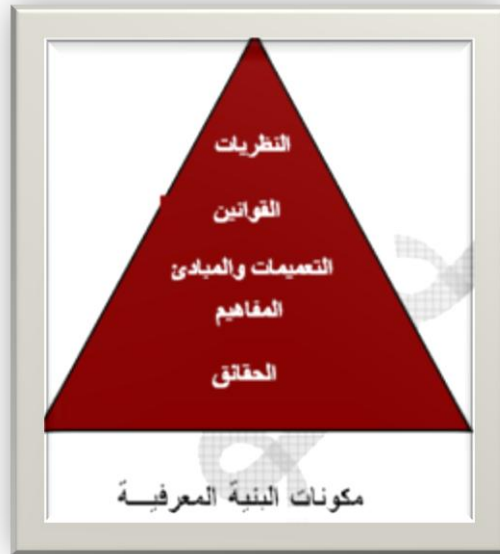 النظريات
القوانين
التعميمات والمبادئ
المفاهيم
الحقائق
مكونات البنية المعرفيـــة